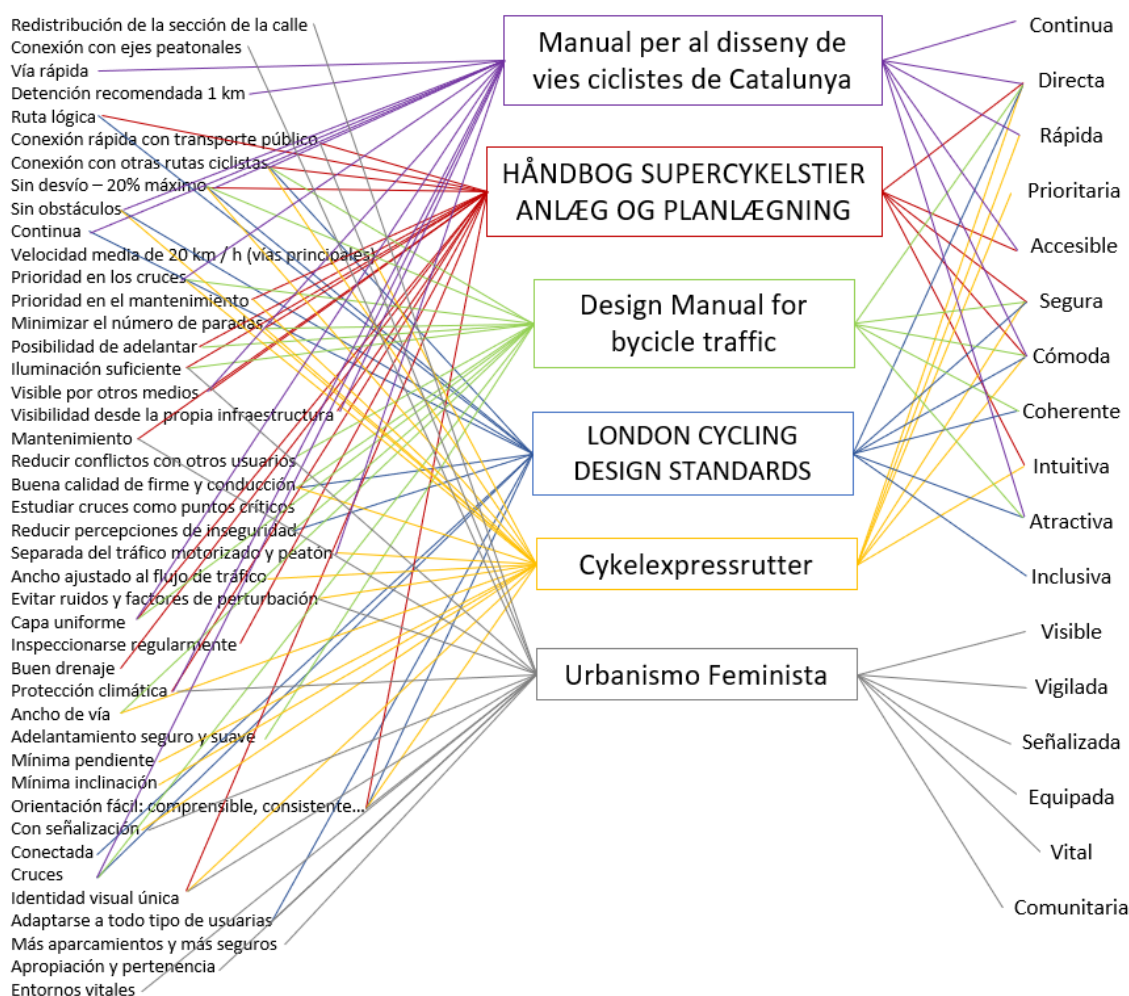 Redistribución de la sección de la calle
Conexión con ejes peatonales
Vía rápida
Detención recomendada 1 km
Ruta lógica
Conexión rápida con transporte público
Conexión con otras rutas ciclistas
Sin desvío – 20% máximo
Sin obstáculos
Continua
Velocidad media de 20 km / h (vías principales)
Prioridad en los cruces
Prioridad en el mantenimiento
Minimizar el número de paradas
Posibilidad de adelantar
Iluminación suficiente
Visible por otros medios
Visibilidad desde la propia infraestructura
Mantenimiento
Reducir conflictos con otros usuarios
Buena calidad de firme y conducción
Estudiar cruces como puntos críticos
Reducir percepciones de inseguridad
Separada del tráfico motorizado y peatón
Ancho ajustado al flujo de tráfico
Evitar ruidos y factores de perturbación
Capa uniforme
Inspeccionarse regularmente
Buen drenaje
Protección climática
Ancho de vía
Adelantamiento seguro y suave
Mínima pendiente
Mínima inclinación
Orientación fácil: comprensible, consistente...
Con señalización
Conectada
Cruces
Identidad visual única
Adaptarse a todo tipo de usuarias
Más aparcamientos y más seguros
Apropiación y pertenencia
Entornos vitales
Manual per al disseny de
vies ciclistes de Catalunya
HÅNDBOG SUPERCYKELSTIER
ANLÆG OG PLANLÆGNING
Design Manual for
bycicle traffic
LONDON CYCLING
DESIGN STANDARDS
Cykelexpressrutter
Urbanismo Feminista
Continua
Directa
Rápida
Prioritaria
Accesible
Segura
Cómoda
Coherente
Intuitiva
Atractiva
Inclusiva
Visible
Vigilada
Señalizada
Equipada
Vital
Comunitaria